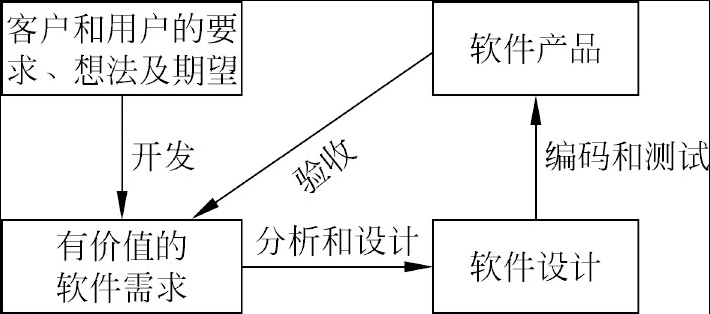 客户和用户的要
求、想法及期望
软件产品
开发
验收
编码和测试
有价值的
软件需求
分析和设计
软件设计